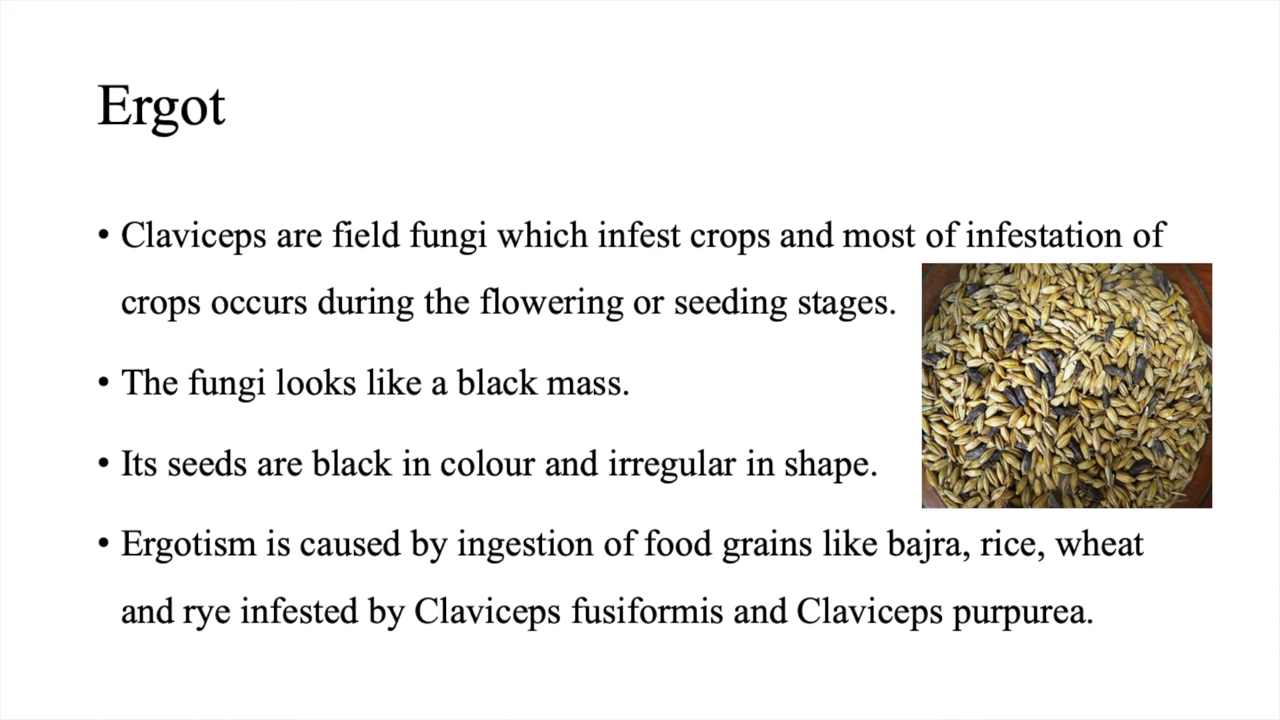 Ergot
• Claviceps are field fungi which infest crops and most of infestation of
crops occurs during the flowering or seeding stages.
• The fungi looks like a black mass.
• Its seeds are black in colour and irregular in shape.
• Ergotism is caused by ingestion of food grains like bajra, rice, wheat
and rye infested by Claviceps fusiformis and Claviceps purpurea.